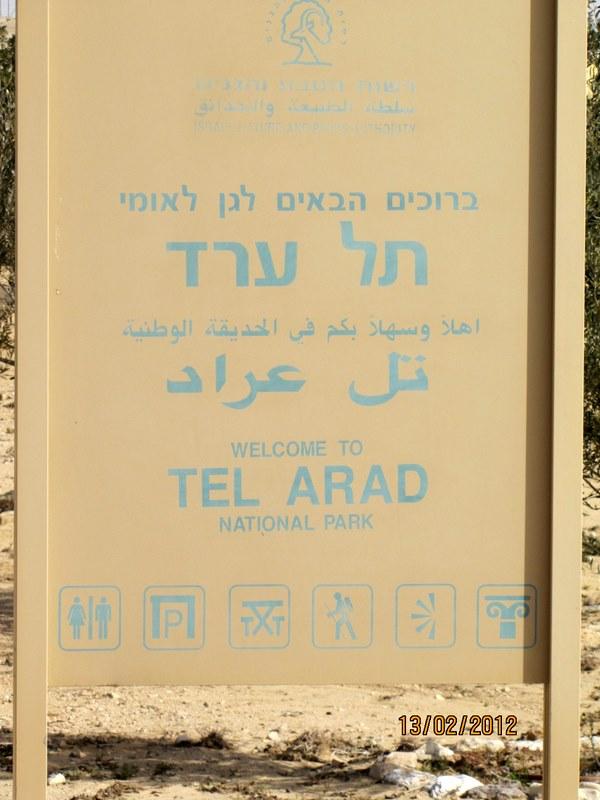 רשות הטבע והגנים
سلطة الطبيعة والحدائق
ISRAEL NATURE AND PARKS AUTHORITY
ברוכים הבאים לגן לאומי
תל ערד
اهلاً وسهلاً بكم في الحديقة الوطنية
تل عراد
WELCOME TO
TEL ARAD
NATIONAL PARK
P
13/02/2012